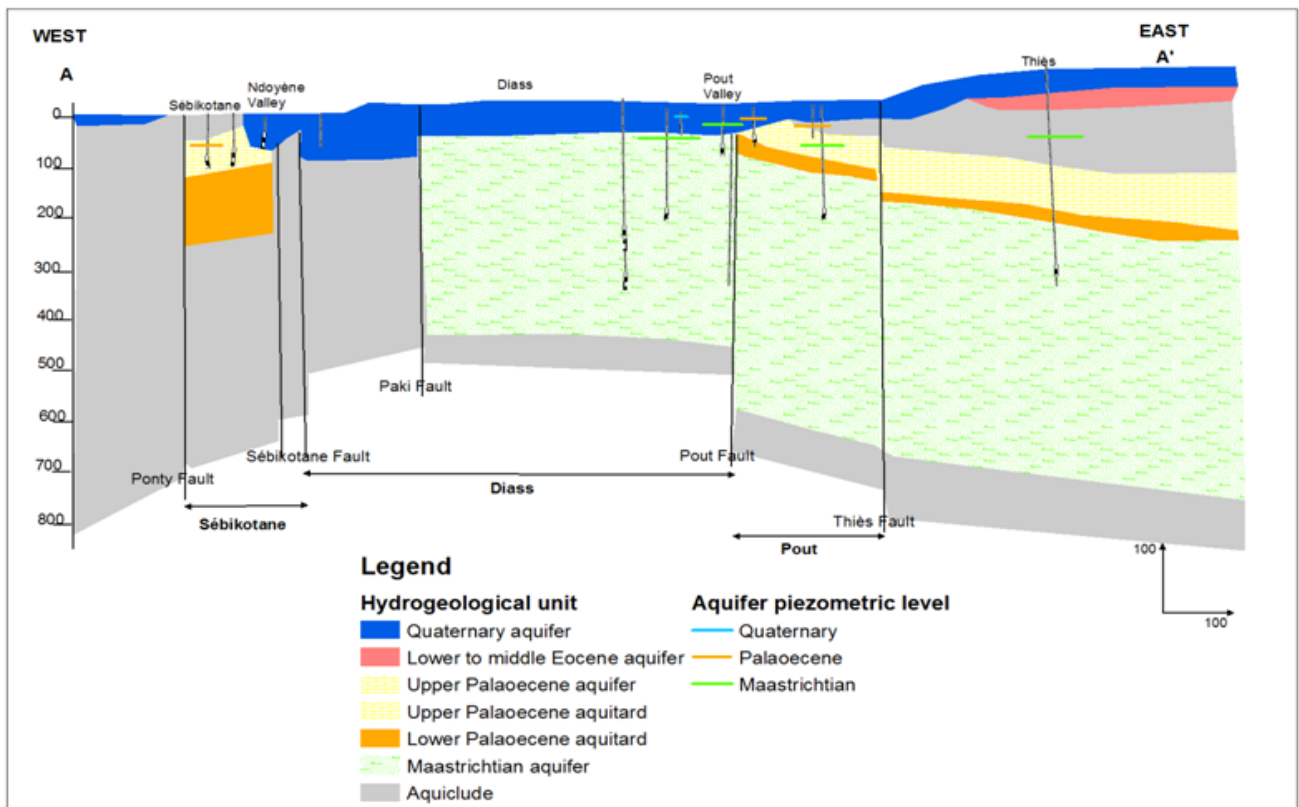 WEST
EAST
A
A'
Sébikotane
Ndoyène
Valley
Diass
Pout
Valley
Thiès
0
100
200
300
400
500
600
700
800
Paki Fault
Sébikotane Fault
Pout Fault
Ponty Fault
Diass
Sébikotane
Thiès Fault
Pout
100
100
Legend
Hydrogeological unit
Quaternary aquifer
Lower to middle Eocene aquifer
Upper Palaoecene aquifer
Upper Palaoecene aquitard
Lower Palaoecene aquitard
Maastrichtian aquifer
Aquiclude
Aquifer piezometric level
Quaternary
Palaoecene
Maastrichtian